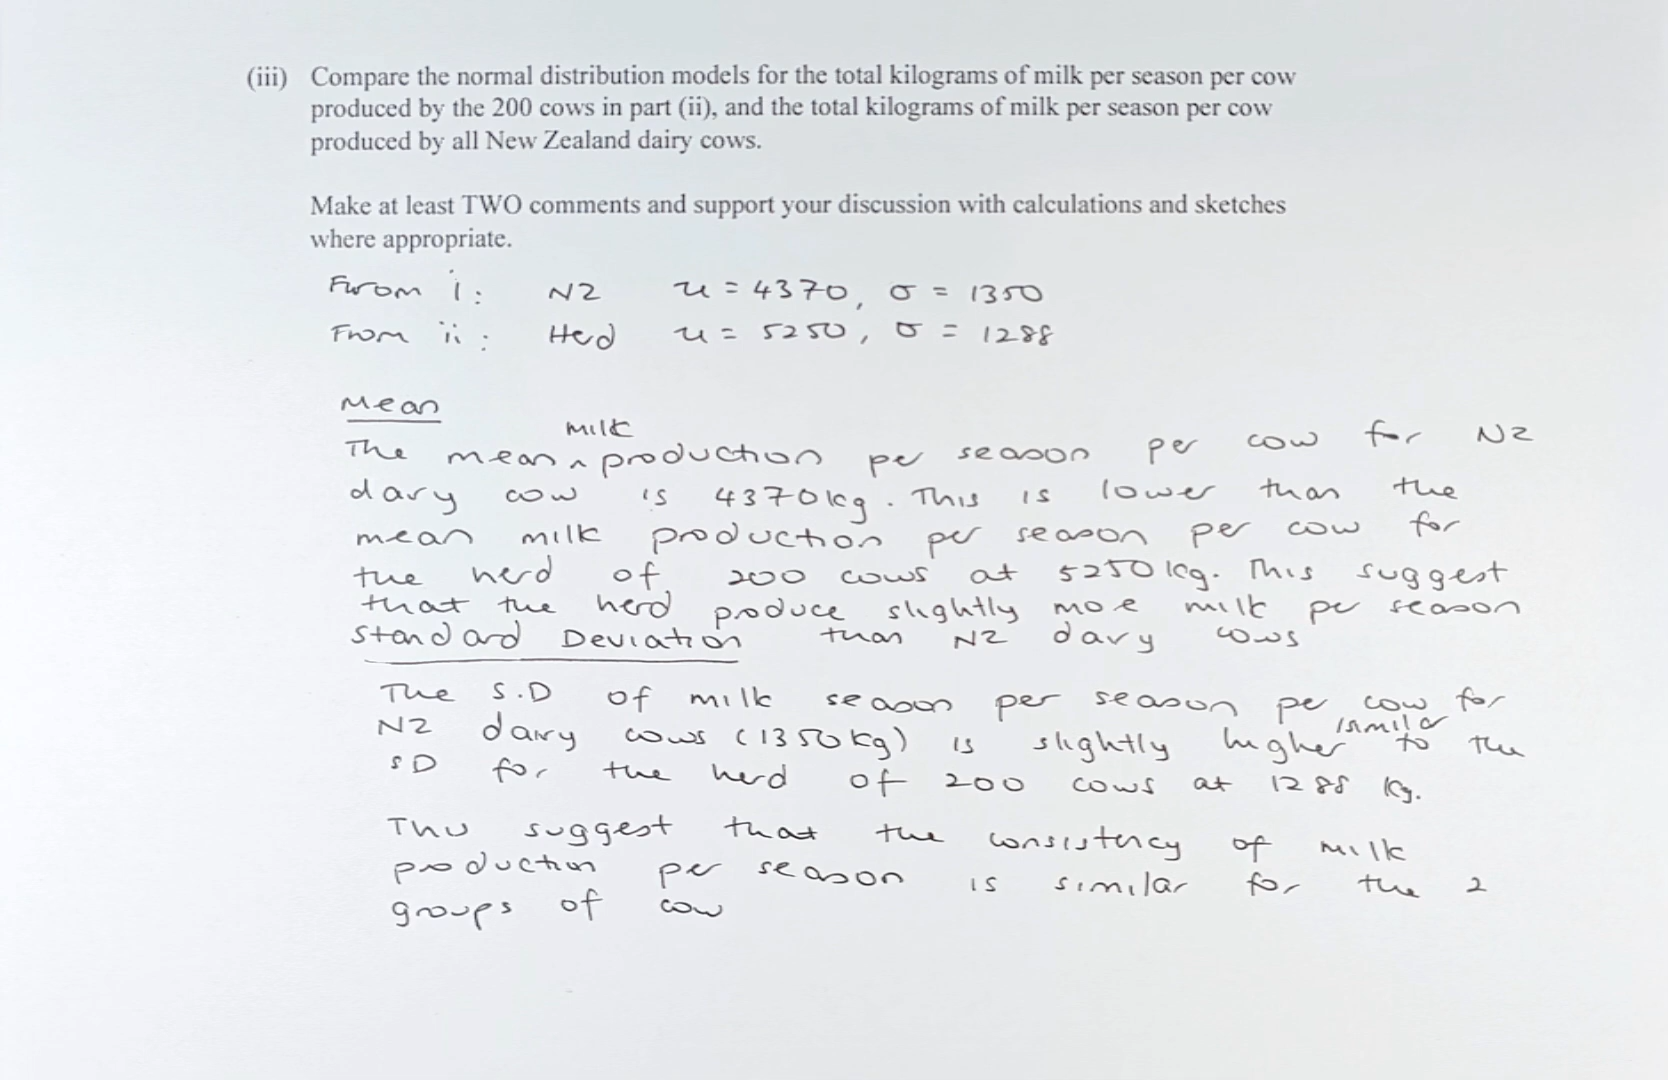 (iii) Compare the normal distribution models for the total kilograms of milk per season per cow
produced by the 200 cows in part (ii), and the total kilograms of milk per season per cow
produced by all New Zealand dairy cows.
Make at least TWO comments and support your discussion with calculations and sketches
where appropriate.
From i: NZ u = 4370, σ = 1350
From ii: Herd u = 5250, σ = 1288
Mean
milk
The mean ^ production per season per cow for NZ
dary cow is 4370kg. This is lower than the
mean milk production per season per cow for
the herd of 200 cows at 5250kg. This suggest
that the herd produce slightly more milk per season
than NZ dary cows
Standard Deviation
The S.D of milk season per season per cow for
NZ dairy cows (1350kg) is slightly higher /similar to the
SD for the herd of 200 cows at 1288 kg.
This suggest that the consistency of milk
production per season is similar for the 2
groups of cow